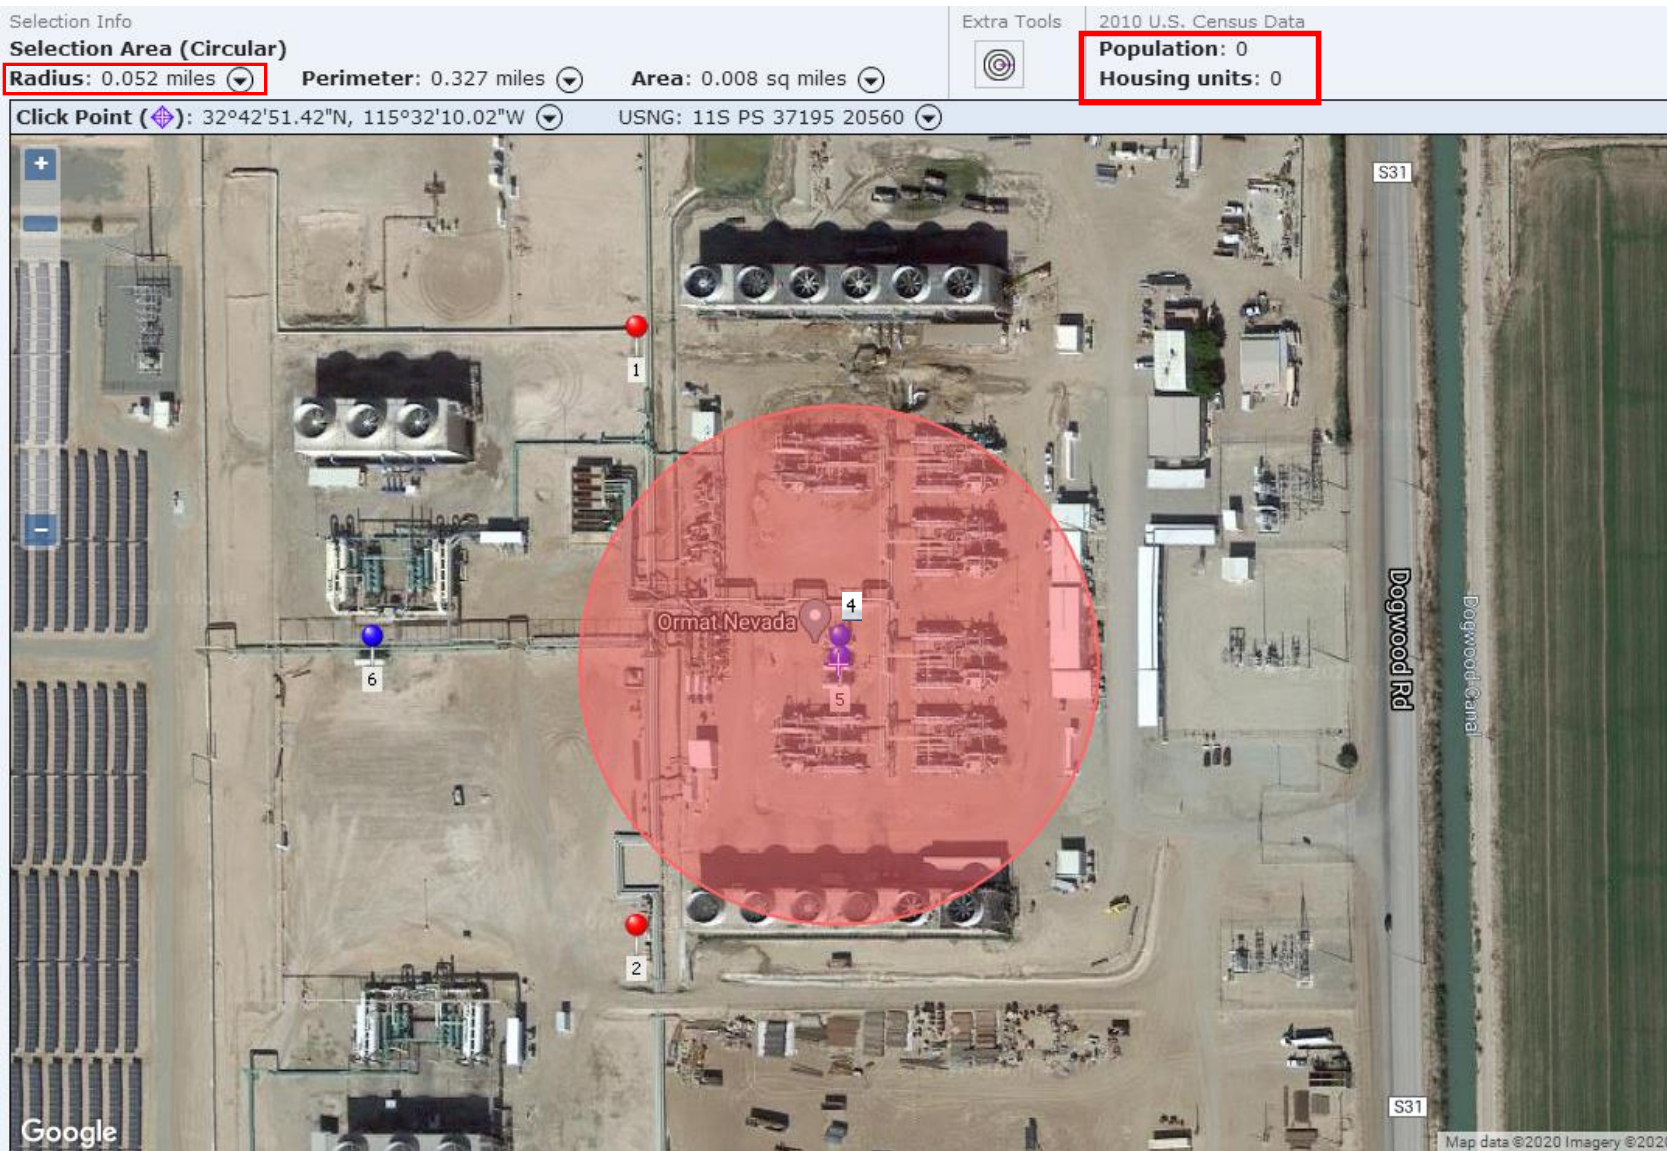 Selection Info
Selection Area (Circular)
Radius: 0.052 miles
Perimeter: 0.327 miles
Area: 0.008 sq miles
Extra Tools
2010 U.S. Census Data
Population: 0
Housing units: 0
Click Point ( ): 32°42'51.42"N, 115°32'10.02"W
USNG: 11S PS 37195 20560
+
S31
1
4
Ormat Nevada
5
6
−
Dogwood Rd
Dogwood Canal
2
S31
Google
Map data ©2020 Imagery ©2020